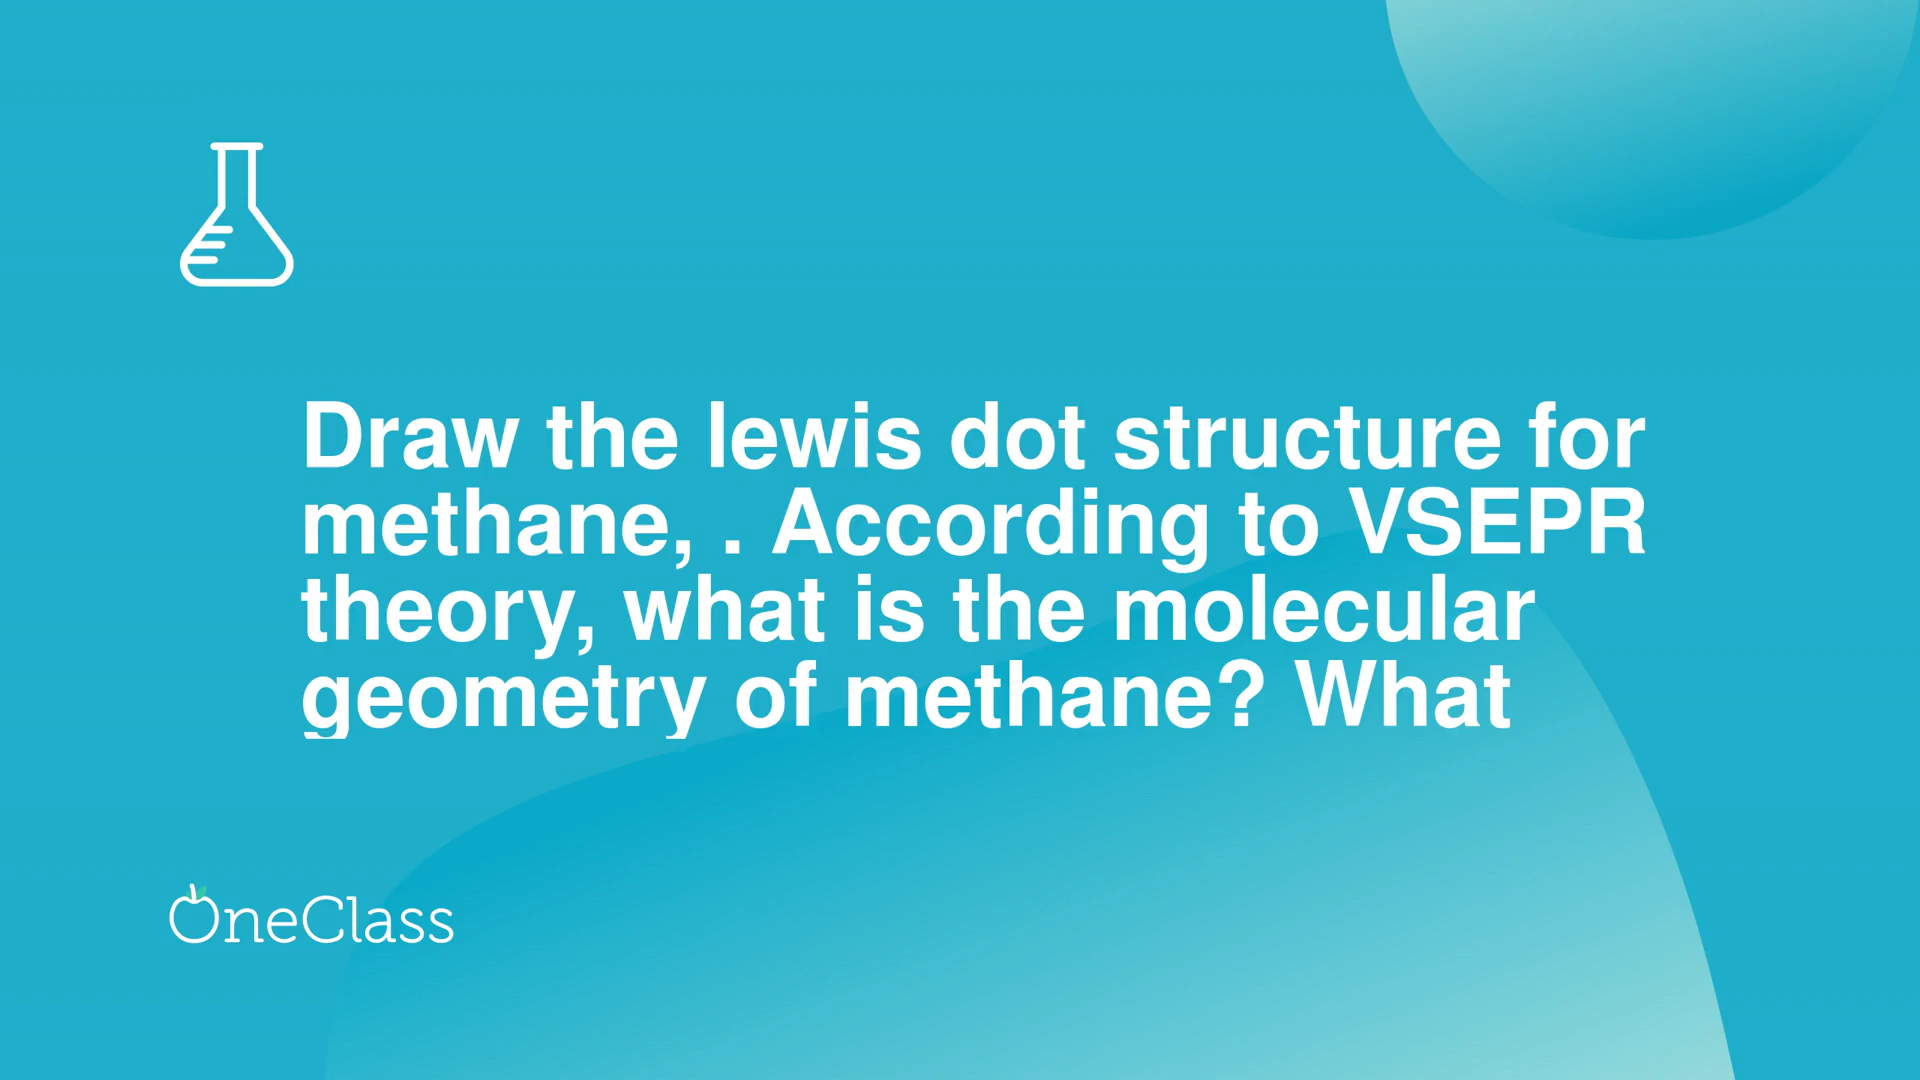 Draw the lewis dot structure for
methane, . According to VSEPR
theory, what is the molecular
geometry of methane? What
OneClass